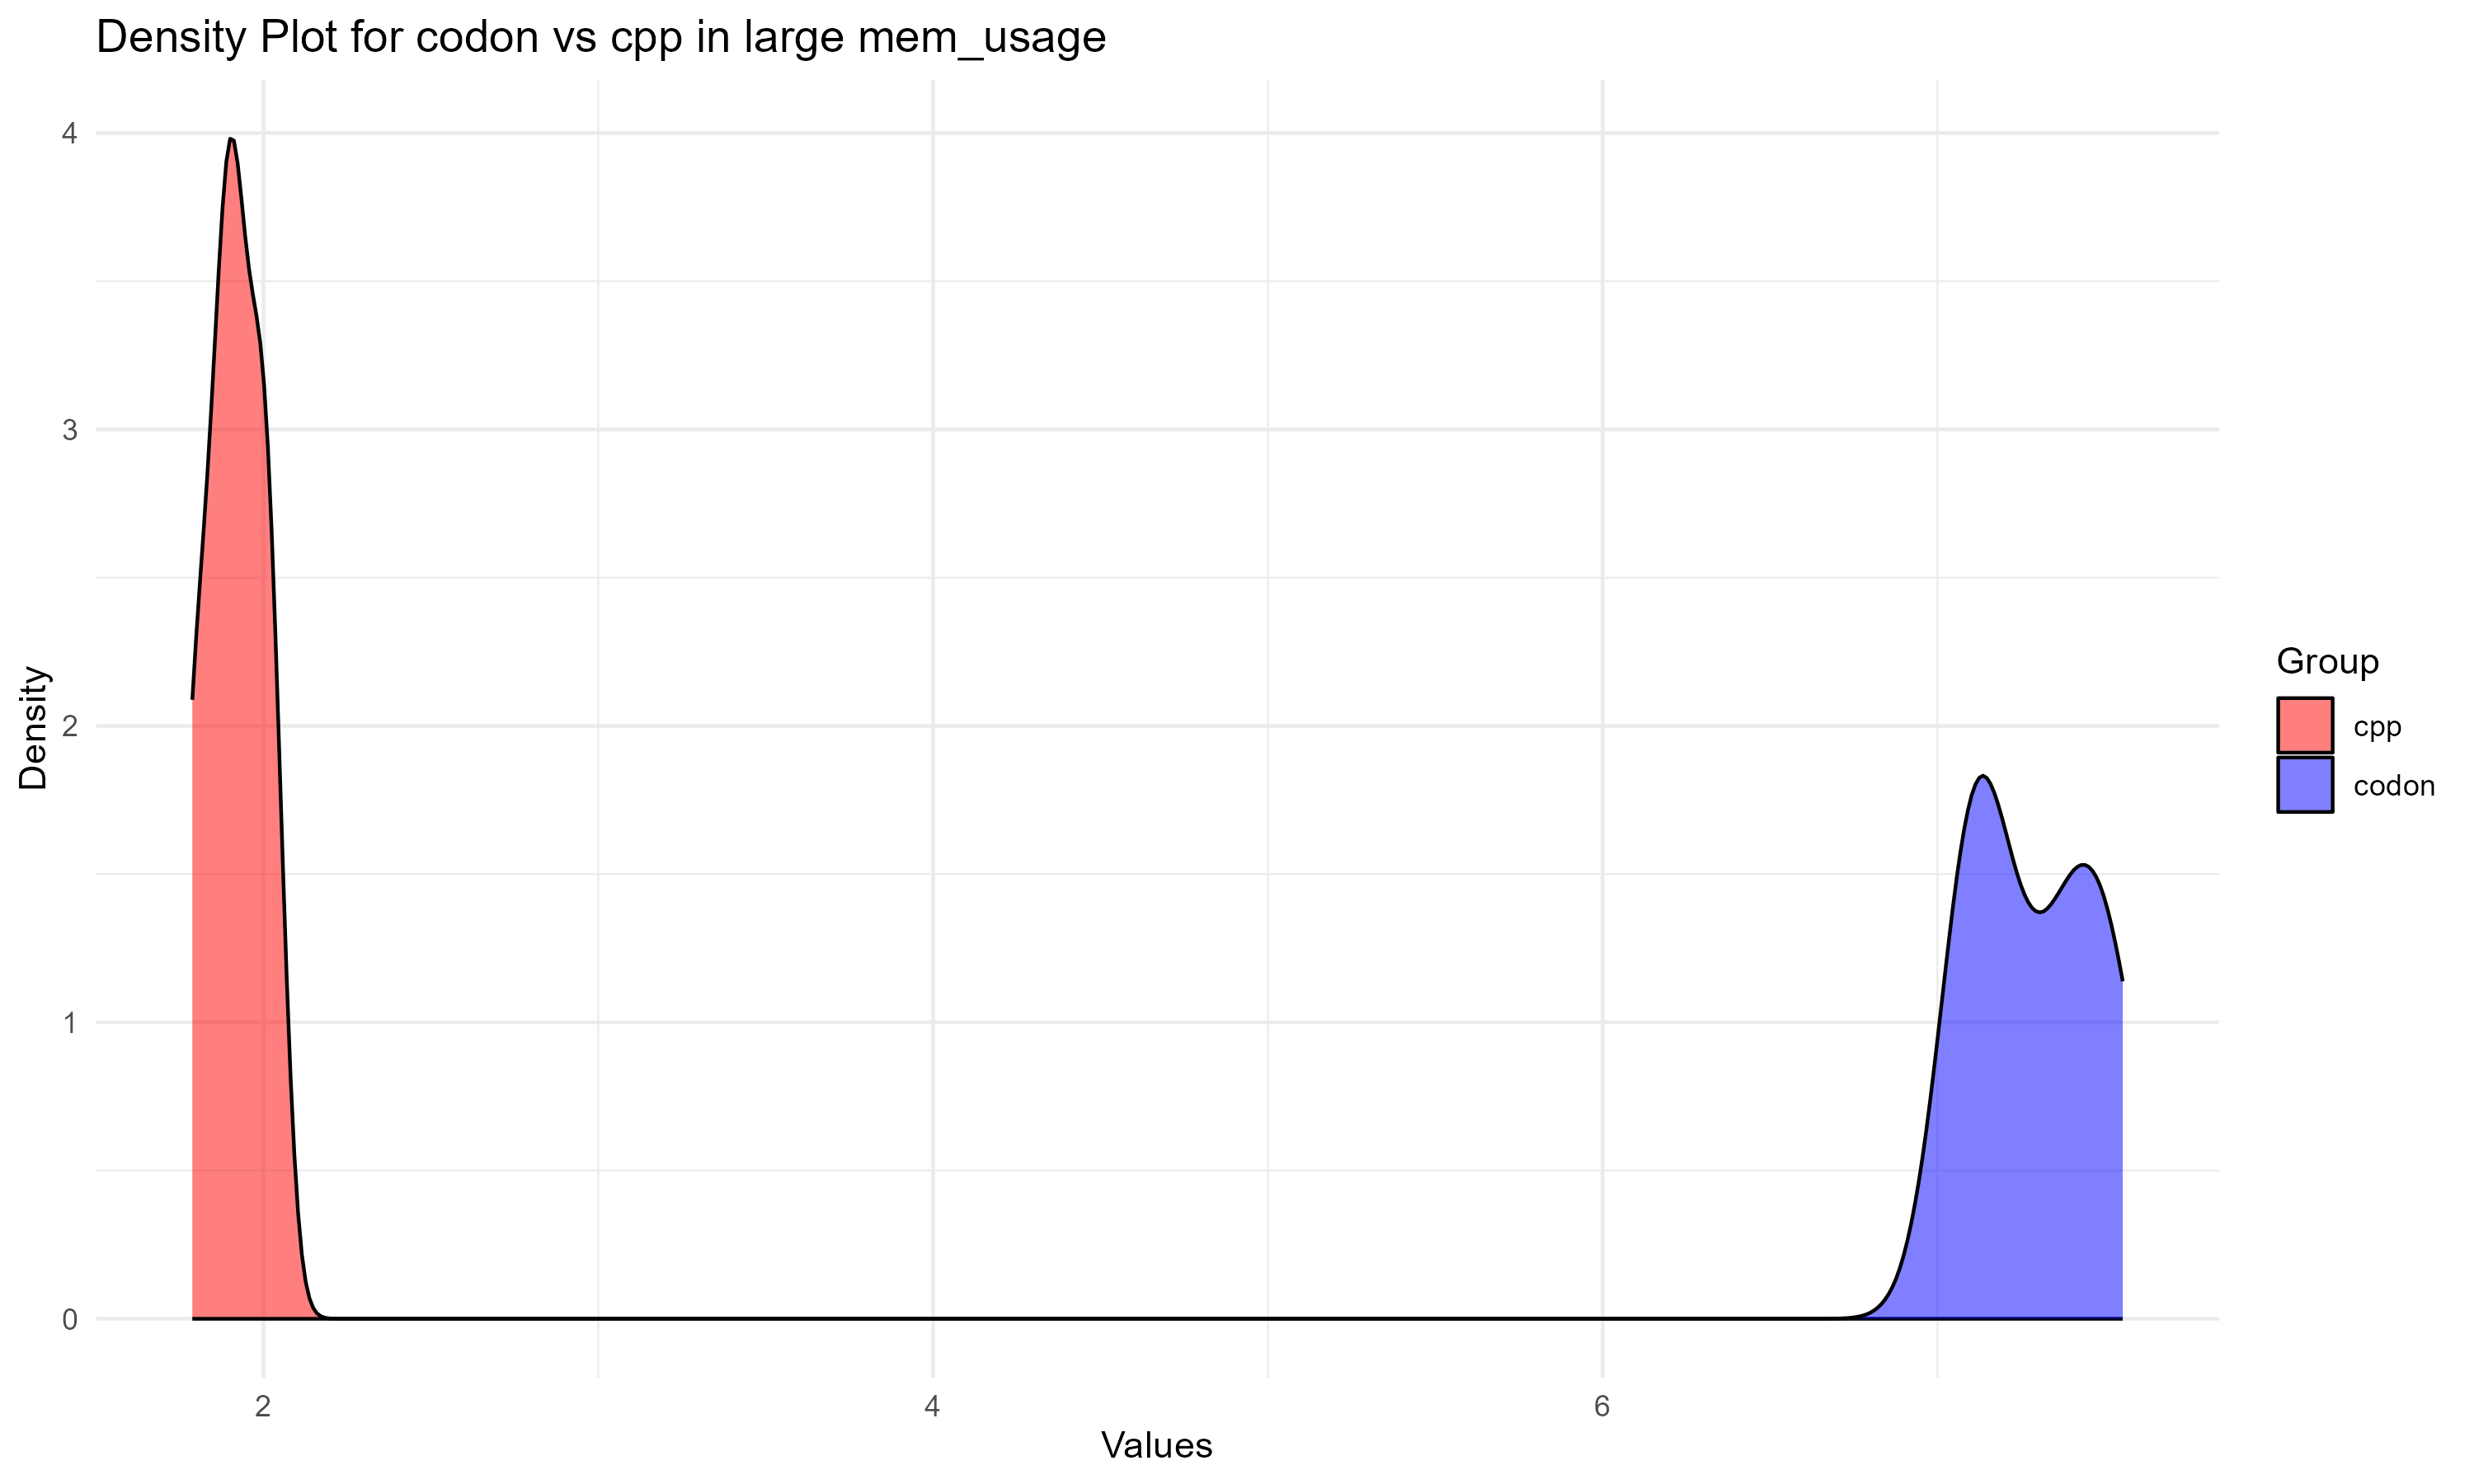 Density Plot for codon vs cpp in large mem_usage
Density
4
3
2
1
0
2
4
6
Values
Group
cpp
codon